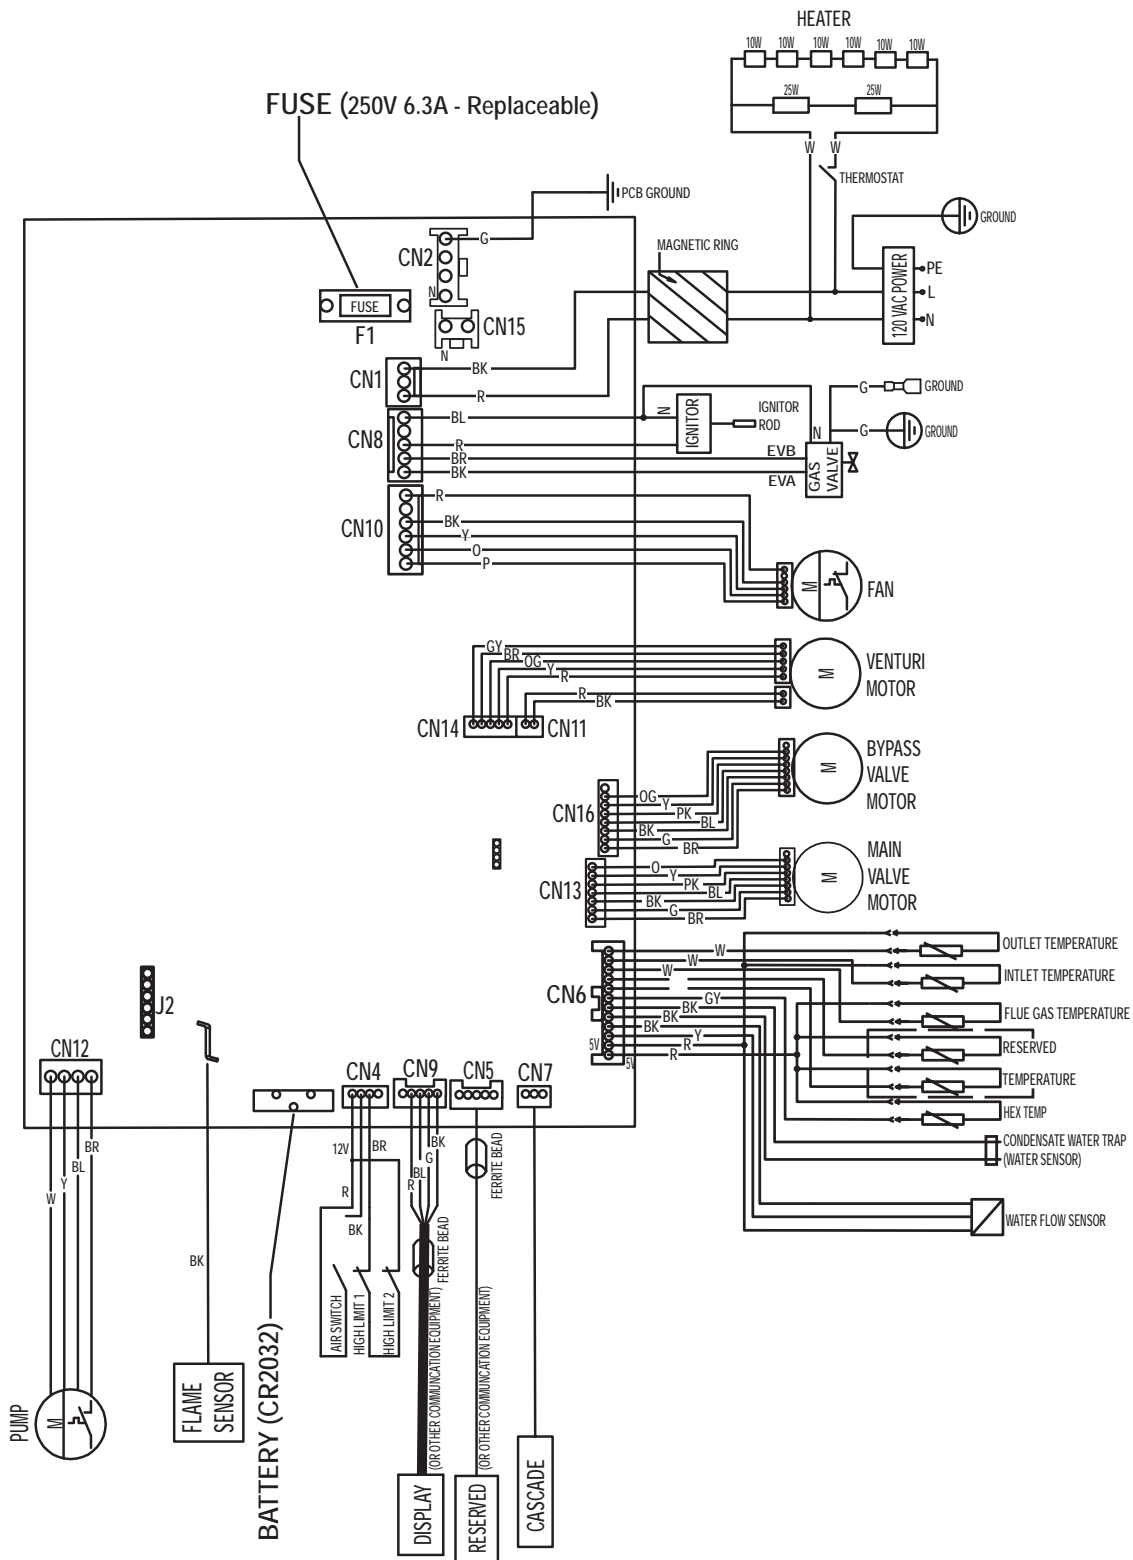 HEATER
10W 10W 10W 10W 10W 10W
25W 25W
FUSE (250V 6.3A - Replaceable)
W W
THERMOSTAT
PCB GROUND
GROUND
G
CN2
MAGNETIC RING
120 VAC POWER
PE
L
N
N
FUSE
F1
CN15
N
CN1
BK
R
G
GROUND
CN8
BL
N
IGNITOR
IGNITOR
ROD
N
G
GROUND
R
BR
EVB
BK
EVA
GAS
VALVE
CN10
R
BK
Y
O
P
M
FAN
GY
BR
OG
Y
R
R
BK
M
VENTURI
MOTOR
CN14
CN11
CN16
OG
Y
PK
BL
BK
G
BR
M
BYPASS
VALVE
MOTOR
CN13
O
Y
PK
BL
BK
G
BR
M
MAIN
VALVE
MOTOR
CN6
W
W
W
GY
BK
BK
BK
Y
R
R
5V
5V
OUTLET TEMPERATURE
INTLET TEMPERATURE
FLUE GAS TEMPERATURE
RESERVED
TEMPERATURE
HEX TEMP
CONDENSATE WATER TRAP
(WATER SENSOR)
WATER FLOW SENSOR
J2
CN12
W
Y
BL
BR
PUMP
M
BK
FLAME
SENSOR
BATTERY (CR2032)
CN4
12V
BR
R
BK
AIR SWITCH
HIGH LIMIT 1
HIGH LIMIT 2
CN9
R
BL
G
BK
FERRITE BEAD
(OR OTHER COMMUNCATION EQUIPMENT)
DISPLAY
CN5
FERRITE BEAD
(OR OTHER COMMUNCATION EQUIPMENT)
RESERVED
CN7
CASCADE